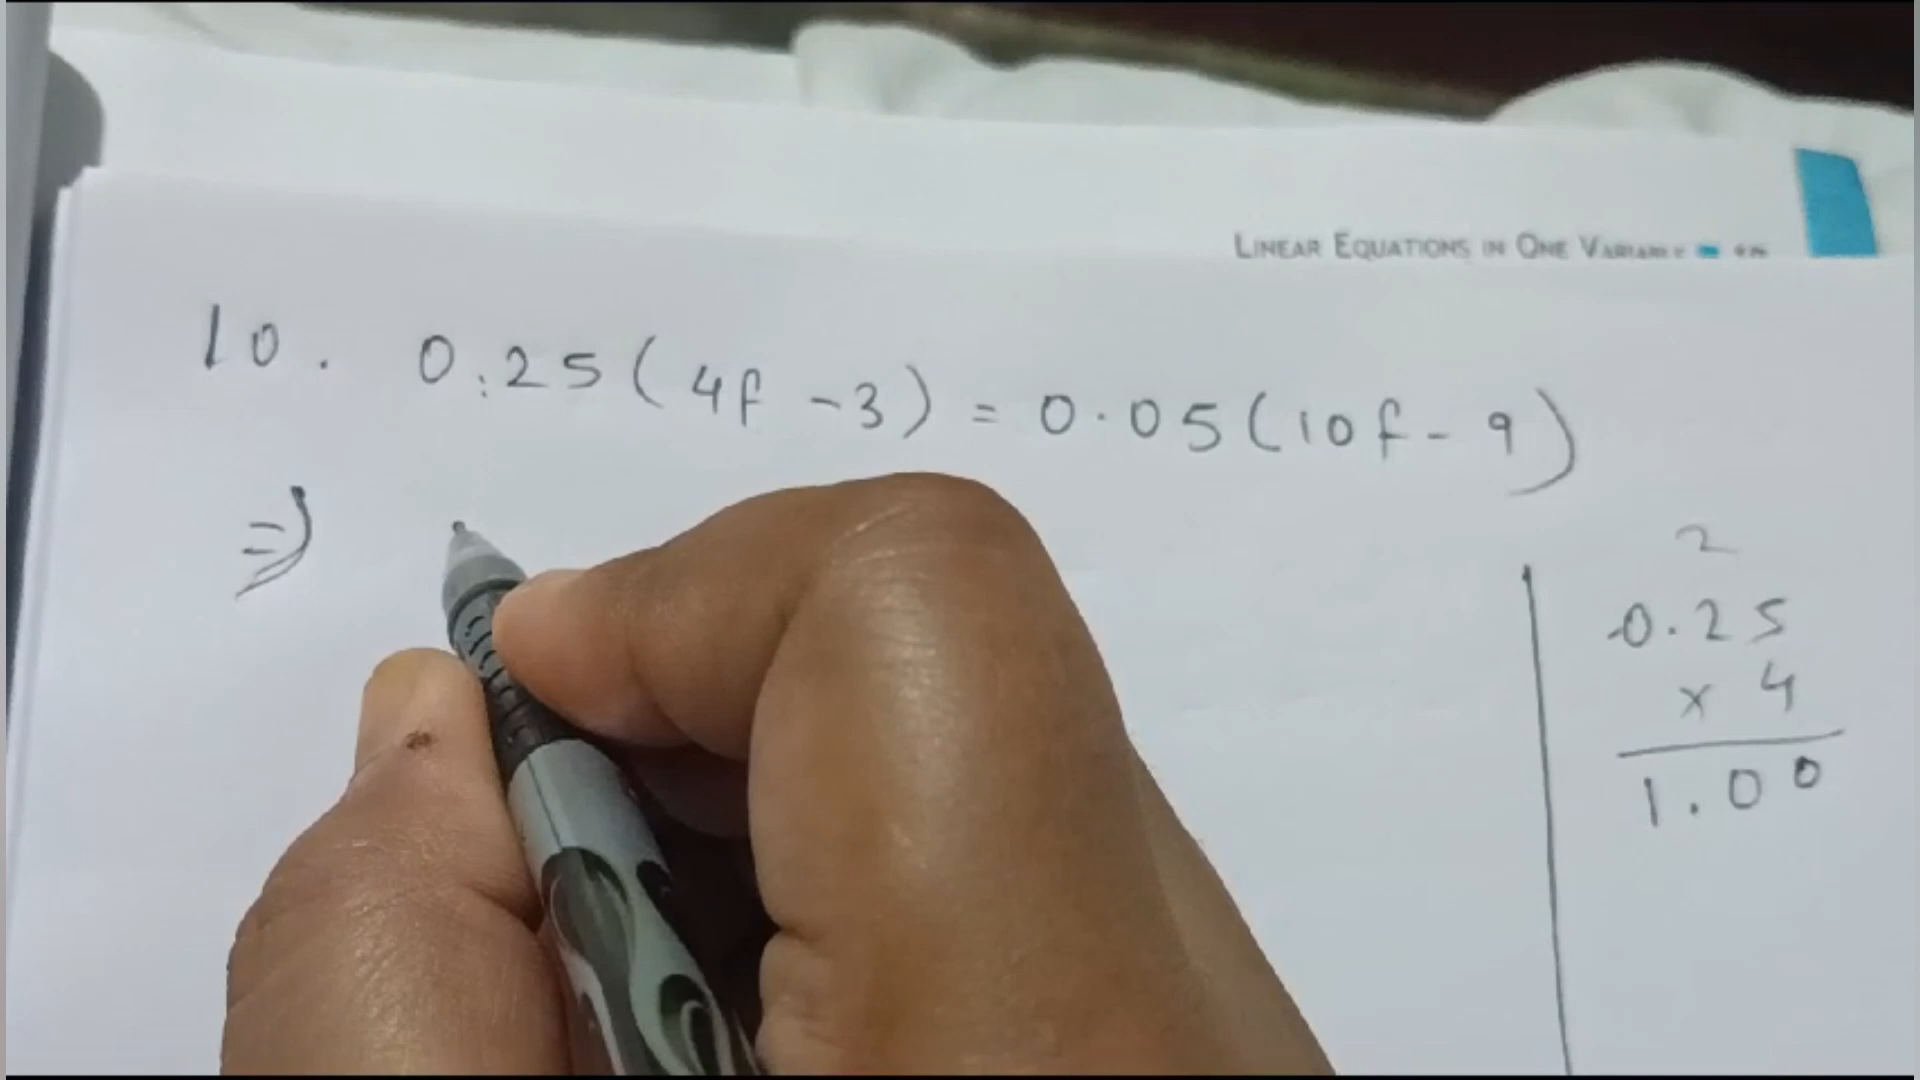 LINEAR EQUATIONS IN ONE VARIABLE
10. 0.25(4f - 3) = 0.05(10f - 9)
=>
2
0.25
x 4
1.00